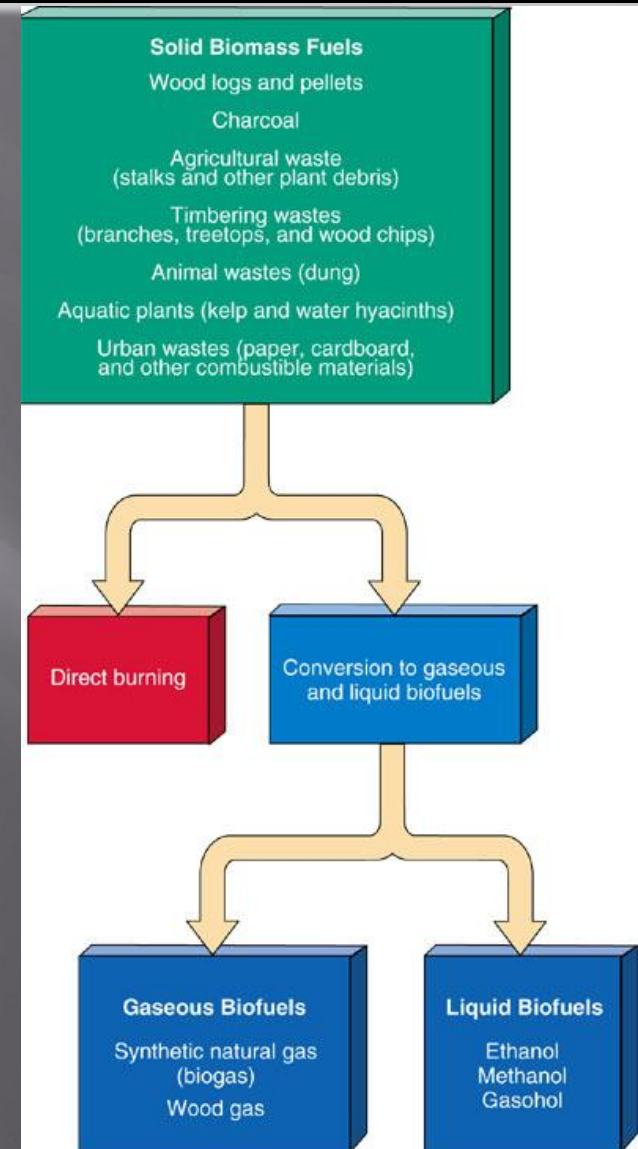 Solid Biomass Fuels
Wood logs and pellets
Charcoal
Agricultural waste
(stalks and other plant debris)
Timbering wastes
(branches, treetops, and wood chips)
Animal wastes (dung)
Aquatic plants (kelp and water hyacinths)
Urban wastes (paper, cardboard,
and other combustible materials)
Direct burning
Conversion to gaseous
and liquid biofuels
Gaseous Biofuels
Synthetic natural gas
(biogas)
Wood gas
Liquid Biofuels
Ethanol
Methanol
Gasohol